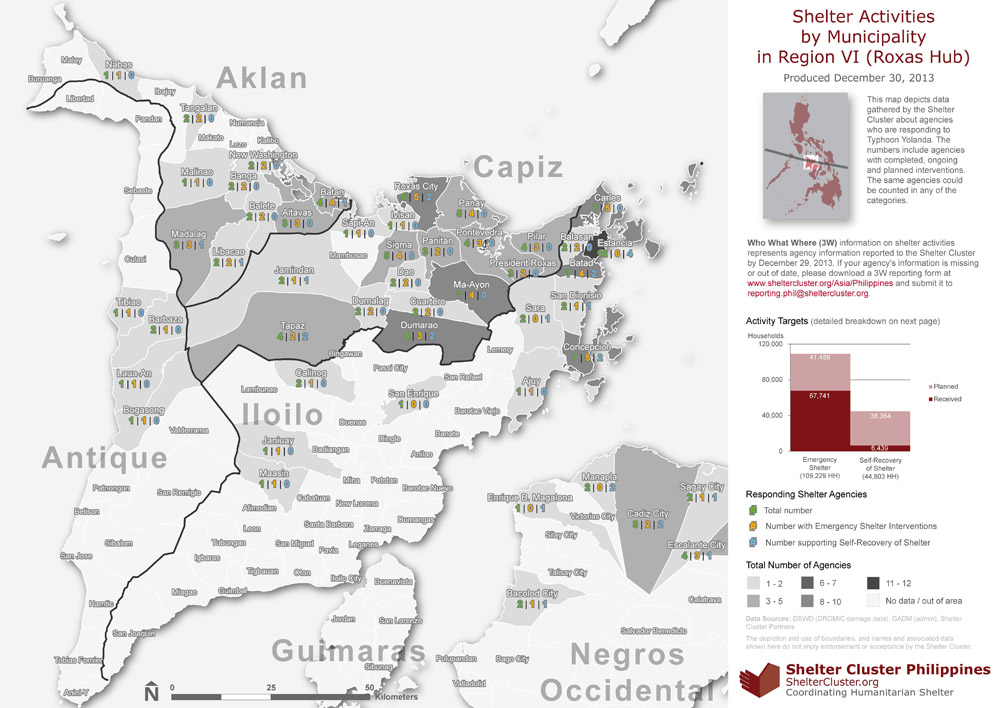 Shelter Activities
by Municipality
in Region VI (Roxas Hub)
Produced December 30, 2013
This map depicts data
gathered by the Shelter
Cluster about agencies
who are responding to
Typhoon Yolanda. The
numbers include agencies
with completed, ongoing
and planned interventions.
The same agencies could
be counted in any of the
categories.
Who What Where (3W) information on shelter activities
represents agency information reported to the Shelter Cluster
by December 29, 2013. If your agency's information is missing
or out of date, please download a 3W reporting form at
www.sheltercluster.org/Asia/Philippines and submit it to
reporting.phil@sheltercluster.org.
Activity Targets (detailed breakdown on next page)
Households
120,000
80,000
40,000
0
41,489
67,741
38,364
6,439
Planned
Received
Emergency
Shelter
(109,229 HH)
Self-Recovery
of Shelter
(44,803 HH)
Responding Shelter Agencies
Total number
Number with Emergency Shelter Interventions
Number supporting Self-Recovery of Shelter
Total Number of Agencies
1 - 2
3 - 5
6 - 7
8 - 10
11 - 12
No data / out of area
Data Sources: DSWD (DROMIC damage data), GADM (admin), Shelter
Cluster Partners
The depiction and use of boundaries, and names and associated data
shown here do not imply endorsement or acceptance by the Shelter Cluster
Shelter Cluster Philippines
ShelterCluster.org
Coordinating Humanitarian Shelter
Aklan
Capiz
Iloilo
Antique
Guimaras
Negros
Occidental
Malay
Nabas
1|1|0
Buruanga
Libertad
Ibajay
Pandan
Tangalan
2|2|0
Numancia
Makato
Lezo
Kalibo
New Washington
2|2|0
Malinao
1|1|0
Banga
2|2|0
Sebaste
Balete
2|2|0
Altavas
3|3|0
Batan
4|4|1
Madalag
3|3|1
Libacao
2|2|1
Culasi
Sapi-An
1|1|0
Mambusao
Roxas City
Ivisan
1|1|0
Panay
5|4|0
Pontevedra
Sigma
5|4|0
Panitan
3|2|0
Pilar
4|3|0
President Roxas
Carles
Balasan
2|2|0
Estancia
Batad
Jamindan
2|1|1
Dao
2|2|0
Ma-Ayon
San Dionisio
2|1|1
Tibiao
1|1|0
Barbaza
2|1|0
Dumalag
2|2|0
Cuartero
2|2|0
Sara
2|0|1
Tapaz
4|2|2
Dumarao
Bingawan
Lemery
Concepcion
Passi City
San Rafael
Laua-An
1|1|0
Calinog
2|1|0
Lambunao
San Enrique
1|0|0
Ajuy
1|1|0
Bugasong
1|1|0
Valderrama
Barotac Viejo
Duenas
Dingle
Banate
Janiuay
1|1|0
Badiangan
Anilao
Maasin
1|1|0
Mina
Pototan
Barotac Nuevo
Cabatuan
New Lucena
Patnongon
San Remigio
Alimodian
Belison
Leon
Santa Barbara
Zarraga
Dumangas
Sibalom
Tubungan
San Miguel
Pavia
Leganes
San Jose
Igbaras
Tigbauan
Oton
Iloilo City
Buenavista
Hamtic
Miagao
Guimbal
Jordan
San Lorenzo
San Joaquin
Tobias Fornier
Anini-Y
Sibunag
Manapla
2|0|2
Sagay City
2|1|1
Enrique B. Magalona
1|0|1
Victorias City
Cadiz City
3|2|2
Silay City
Escalante City
4|3|1
Talisay City
Bacolod City
2|1|1
Calatrava
Salvador Benedicto
Pulupandan
Bago City
Valladolid
N
0
25
50
Kilometers